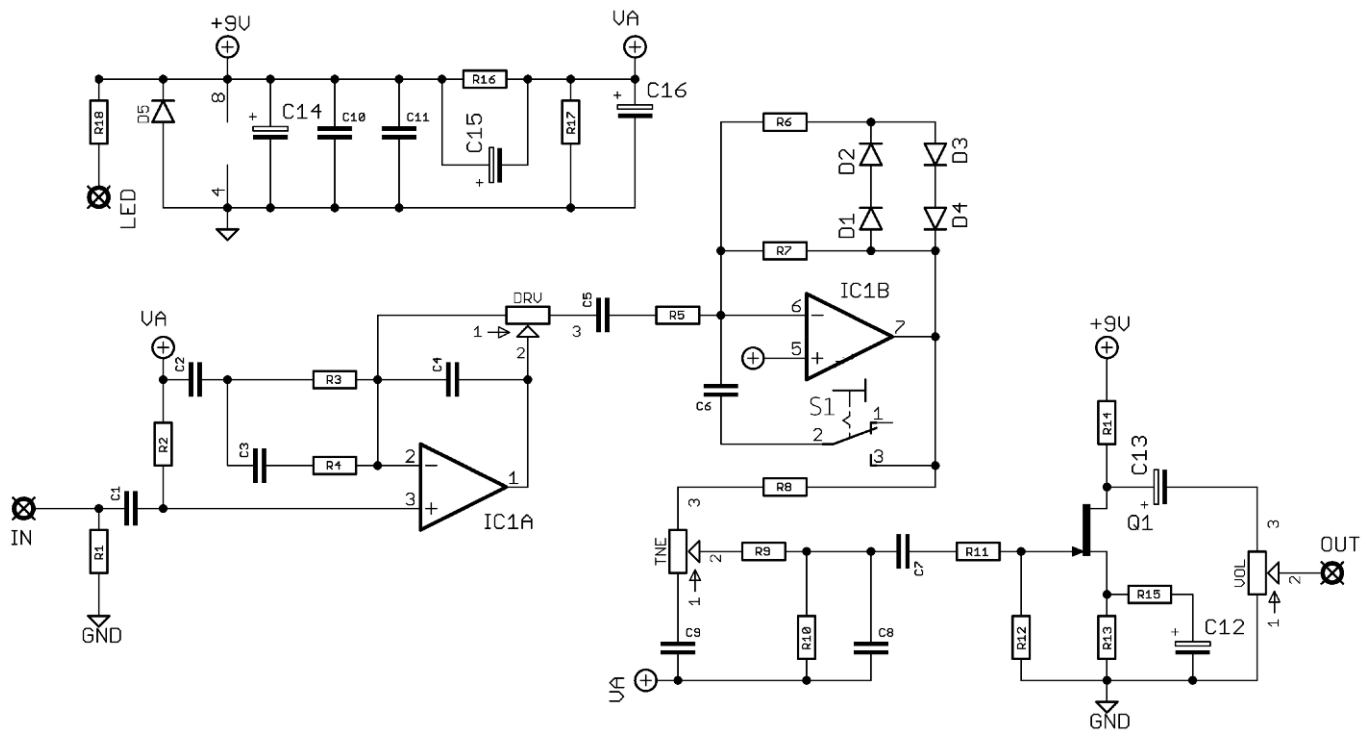 +9V
VA
R18
D5
8
+
C14
C10
C11
R16
C15
+
R17
+
C16
4
LED
R6
D2
D3
D1
D4
R7
IC1B
6
−
7
5
+
VA
DRV
1
3
2
C5
R5
C2
R3
C4
C6
S1
1
2
3
R2
C3
R4
2
−
1
3
+
IC1A
R8
IN
C1
R1
GND
3
TNE
2
1
R9
C7
R11
R10
C8
C9
VA
+9V
R14
C13
+
Q1
3
VOL
2
1
OUT
R15
R12
R13
+
C12
GND